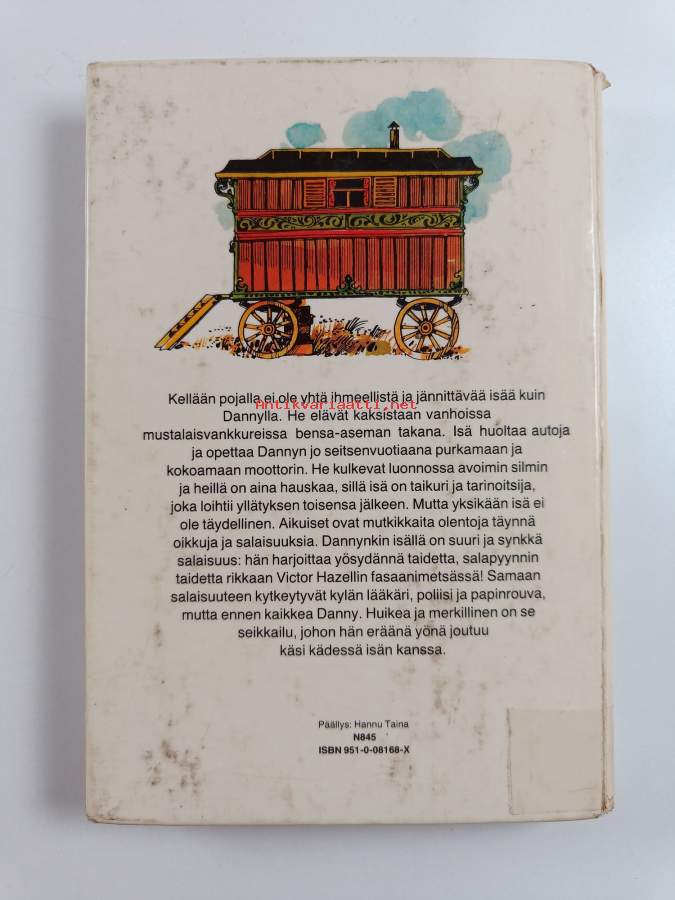 Kellään pojalla ei ole yhtä ihmeellistä ja jännittävää isää kuin
Antikvariaatti.net
Dannylla. He elävät kaksistaan vanhoissa
mustalaisvankkureissa bensa-aseman takana. Isä huoltaa autoja
ja opettaa Dannyn jo seitsenvuotiaana purkamaan ja
kokoamaan moottorin. He kulkevat luonnossa avoimin silmin
ja heillä on aina hauskaa, sillä isä on taikuri ja tarinoitsija,
joka loihtii yllätyksen toisensa jälkeen. Mutta yksikään isä ei
ole täydellinen. Aikuiset ovat mutkikkaita olentoja täynnä
oikkuja ja salaisuuksia. Dannynkin isällä on suuri ja synkkä
salaisuus: hän harjoittaa yösydännä taidetta, salapyynnin
taidetta rikkaan Victor Hazellin fasaanimetsässä! Samaan
salaisuuteen kytkeytyvät kylän lääkäri, poliisi ja papinrouva,
mutta ennen kaikkea Danny. Huikea ja merkillinen on se
seikkailu, johon hän eräänä yönä joutuu
käsi kädessä isän kanssa.
Päällys: Hannu Taina
N845
ISBN 951-0-08168-X